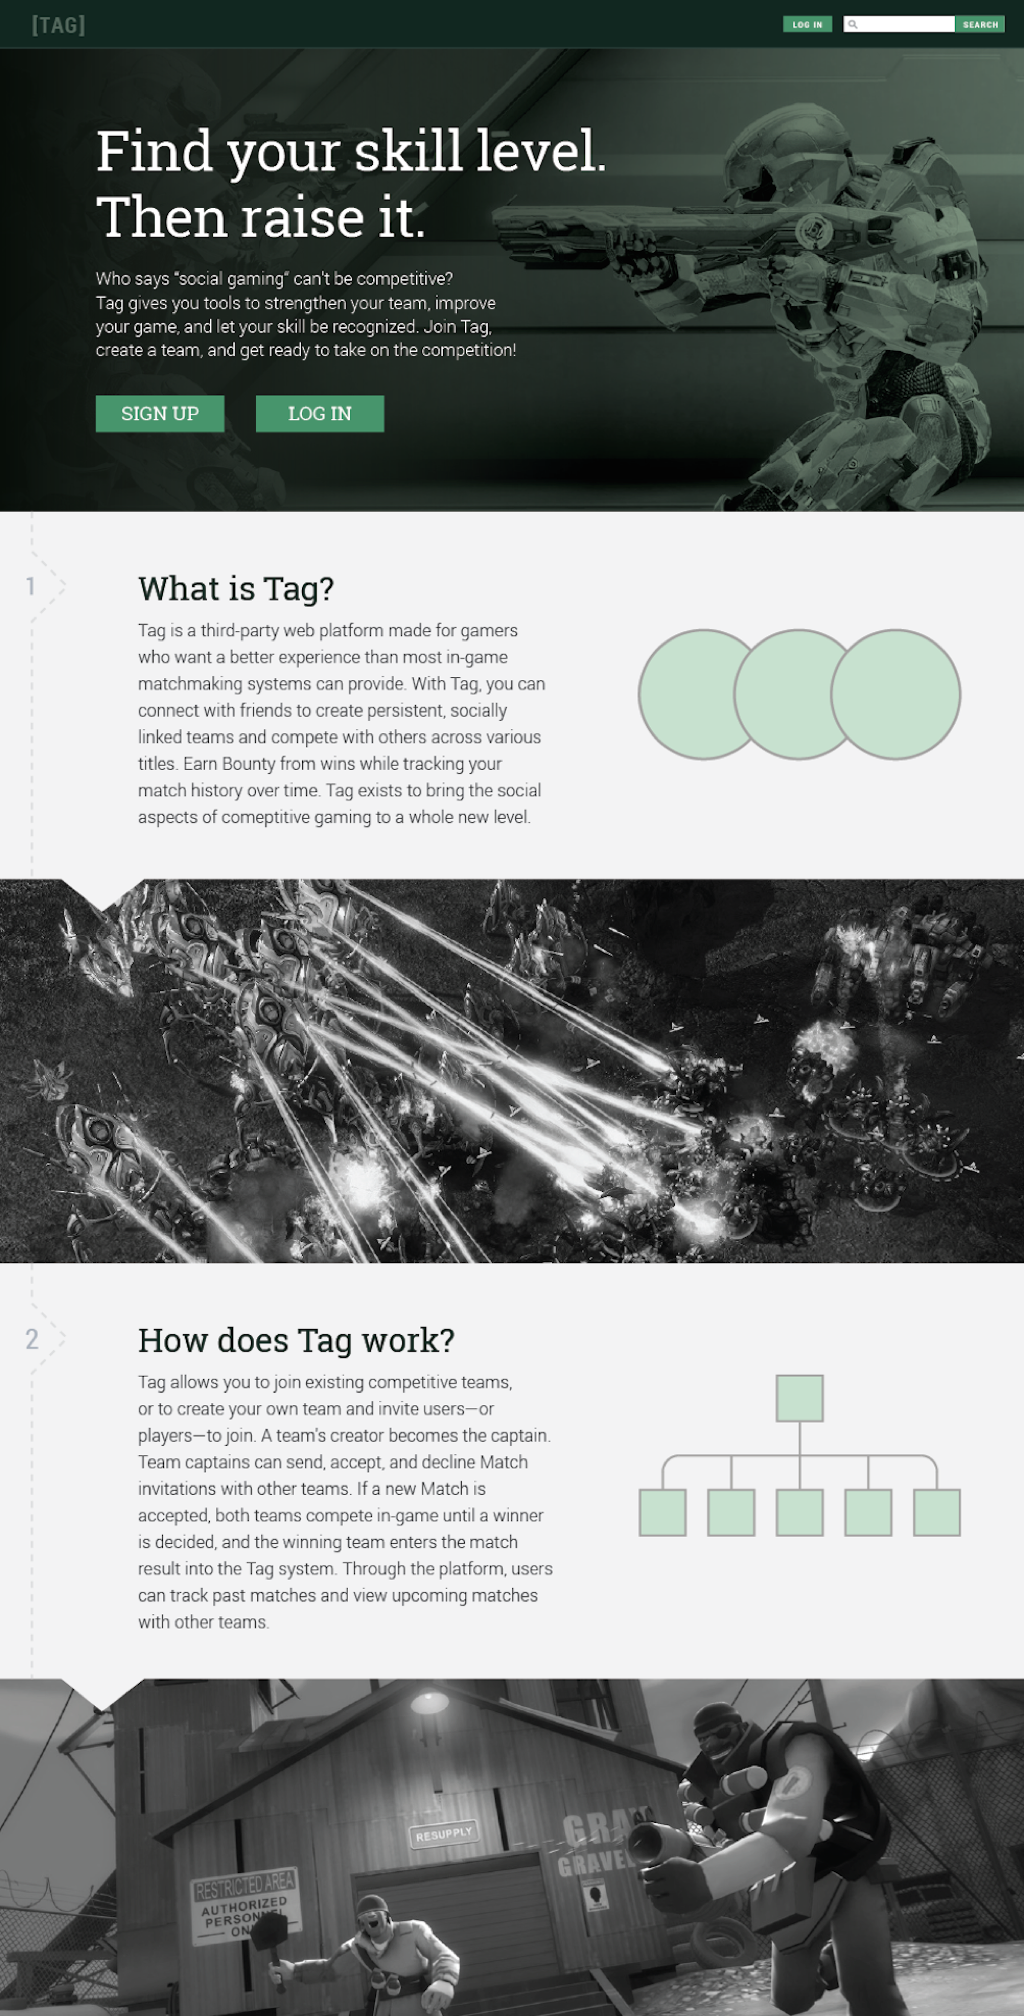 [TAG]
LOG IN
SEARCH
Find your skill level.
Then raise it.
Who says “social gaming“ can't be competitive?
Tag gives you tools to strengthen your team, improve
your game, and let your skill be recognized. Join Tag,
create a team, and get ready to take on the competition!
SIGN UP
LOG IN
1
What is Tag?
Tag is a third-party web platform made for gamers
who want a better experience than most in-game
matchmaking systems can provide. With Tag, you can
connect with friends to create persistent, socially
linked teams and compete with others across various
titles. Earn Bounty from wins while tracking your
match history over time. Tag exists to bring the social
aspects of comeptitive gaming to a whole new level.
2
How does Tag work?
Tag allows you to join existing competitive teams,
or to create your own team and invite users—or
players—to join. A team's creator becomes the captain.
Team captains can send, accept, and decline Match
invitations with other teams. If a new Match is
accepted, both teams compete in-game until a winner
is decided, and the winning team enters the match
result into the Tag system. Through the platform, users
can track past matches and view upcoming matches
with other teams.
RESUPPLY
GRA
GRAVEL
RESTRICTED AREA
AUTHORIZED
PERSONNEL
ONLY